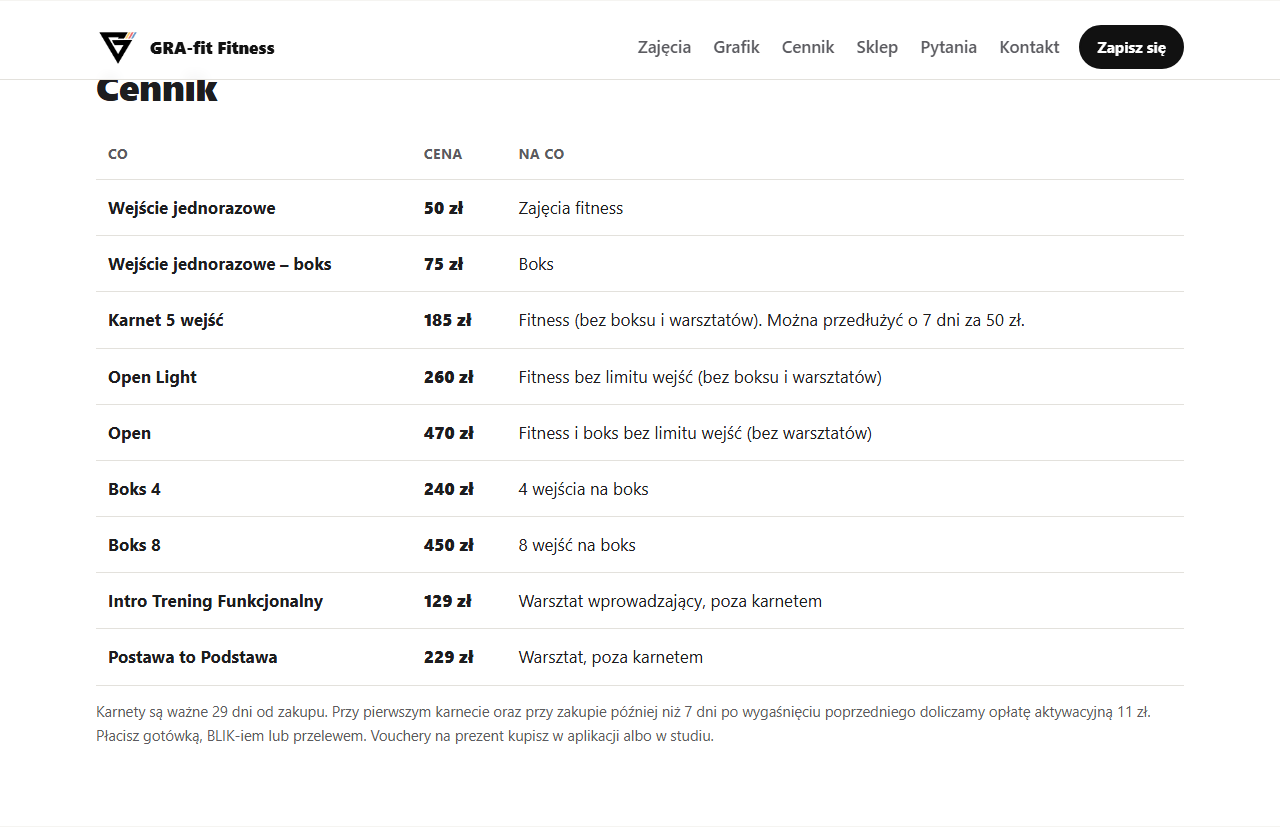 GRA-fit Fitness
Zajęcia Grafik Cennik Sklep Pytania Kontakt Zapisz się
Cennik
CO CENA NA CO
Wejście jednorazowe 50 zł Zajęcia fitness
Wejście jednorazowe – boks 75 zł Boks
Karnet 5 wejść 185 zł Fitness (bez boksu i warsztatów). Można przedłużyć o 7 dni za 50 zł.
Open Light 260 zł Fitness bez limitu wejść (bez boksu i warsztatów)
Open 470 zł Fitness i boks bez limitu wejść (bez warsztatów)
Boks 4 240 zł 4 wejścia na boks
Boks 8 450 zł 8 wejść na boks
Intro Trening Funkcjonalny 129 zł Warsztat wprowadzający, poza karnetem
Postawa to Podstawa 229 zł Warsztat, poza karnetem
Karnety są ważne 29 dni od zakupu. Przy pierwszym karnecie oraz przy zakupie później niż 7 dni po wygaśnięciu poprzedniego doliczamy opłatę aktywacyjną 11 zł.
Płacisz gotówką, BLIK-iem lub przelewem. Vouchery na prezent kupisz w aplikacji albo w studiu.